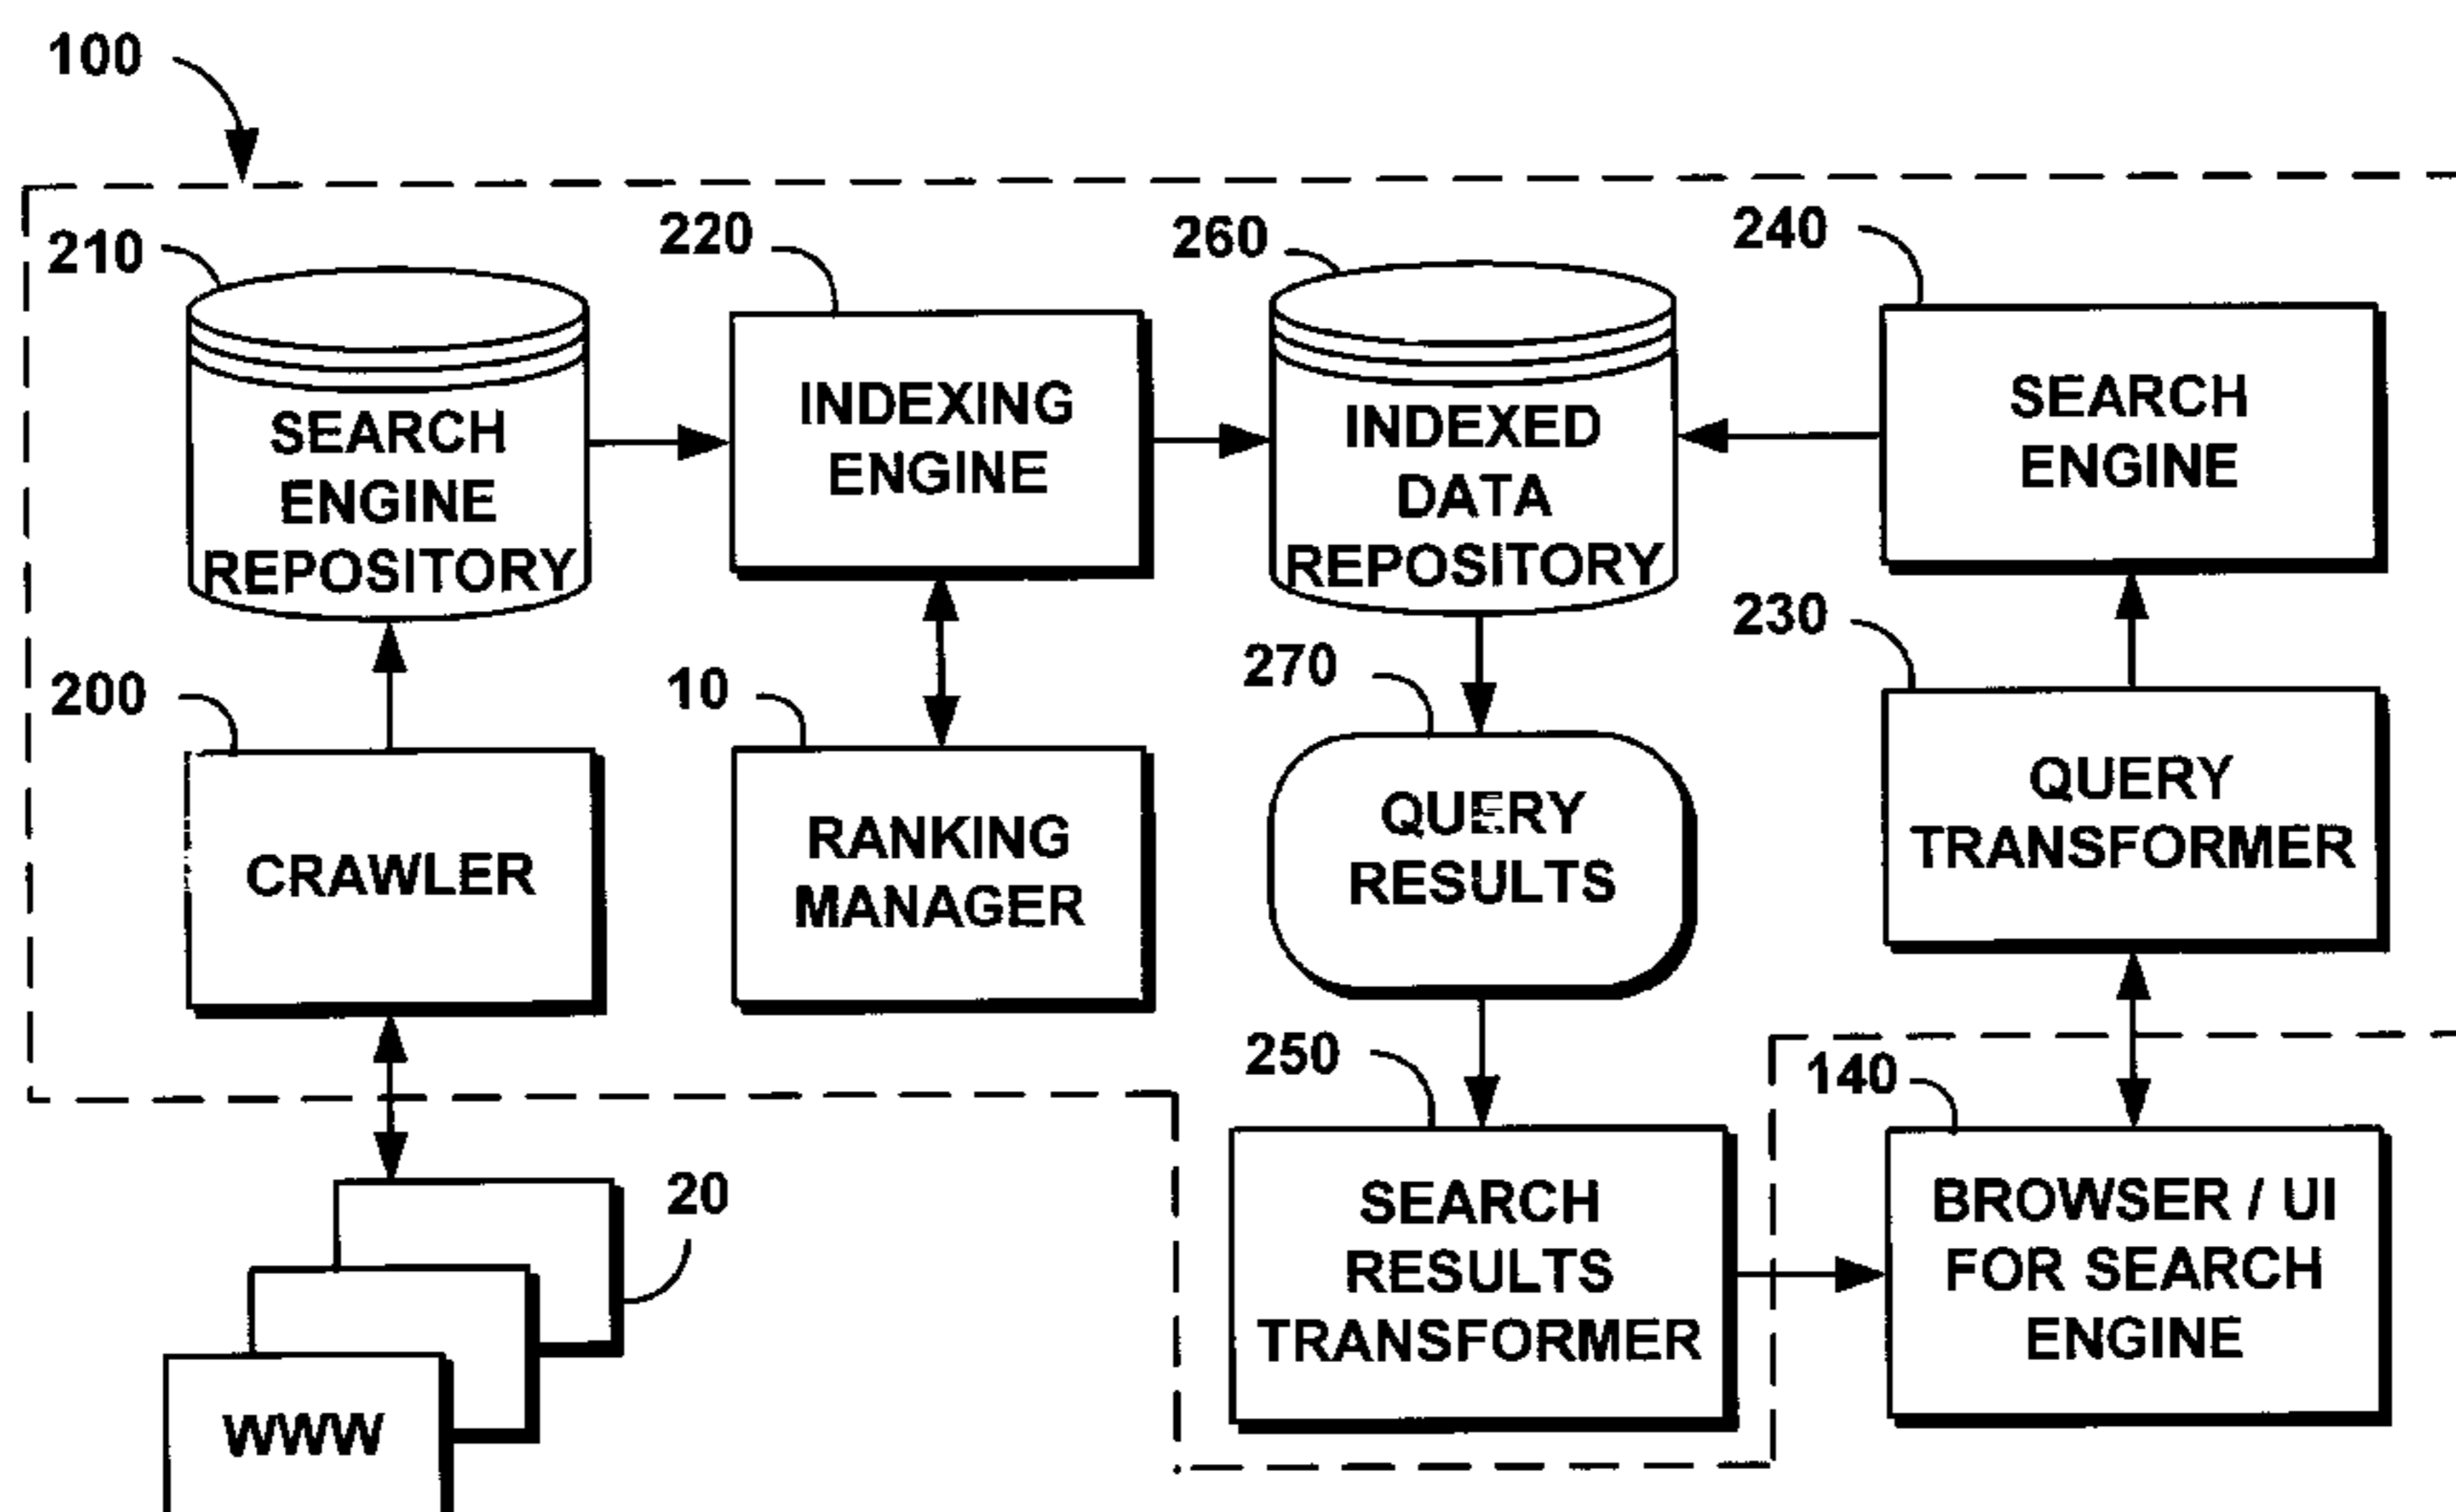 100
210
220
260
240
SEARCH
ENGINE
REPOSITORY
INDEXING
ENGINE
INDEXED
DATA
REPOSITORY
SEARCH
ENGINE
200
10
270
230
CRAWLER
RANKING
MANAGER
QUERY
RESULTS
QUERY
TRANSFORMER
250
140
20
WWW
SEARCH
RESULTS
TRANSFORMER
BROWSER / UI
FOR SEARCH
ENGINE